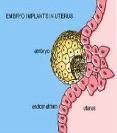 EMBRYO IMPLANTS IN UTERUS
embryo
endometrium
uterus